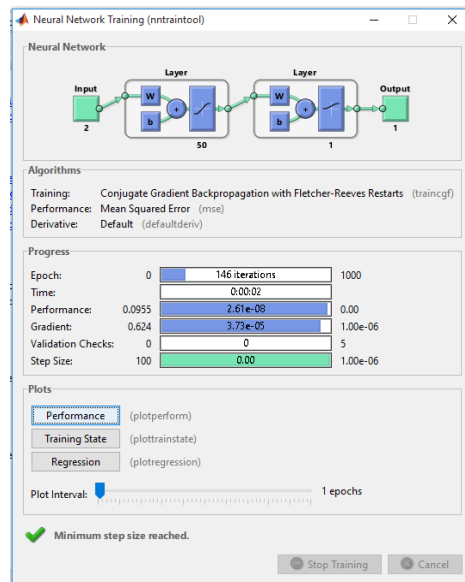 Neural Network Training (nntraintool)
Neural Network
Layer Layer
Input Output
W W
+ +
b b
2 1
50 1
Algorithms
Training: Conjugate Gradient Backpropagation with Fletcher-Reeves Restarts (traincgf)
Performance: Mean Squared Error (mse)
Derivative: Default (defaultderiv)
Progress
Epoch: 0 146 iterations 1000
Time: 0:00:02
Performance: 0.0955 2.61e-08 0.00
Gradient: 0.624 3.73e-05 1.00e-06
Validation Checks: 0 0 5
Step Size: 100 0.00 1.00e-06
Plots
Performance (plotperform)
Training State (plottrainstate)
Regression (plotregression)
Plot Interval: 1 epochs
Minimum step size reached.
Stop Training Cancel